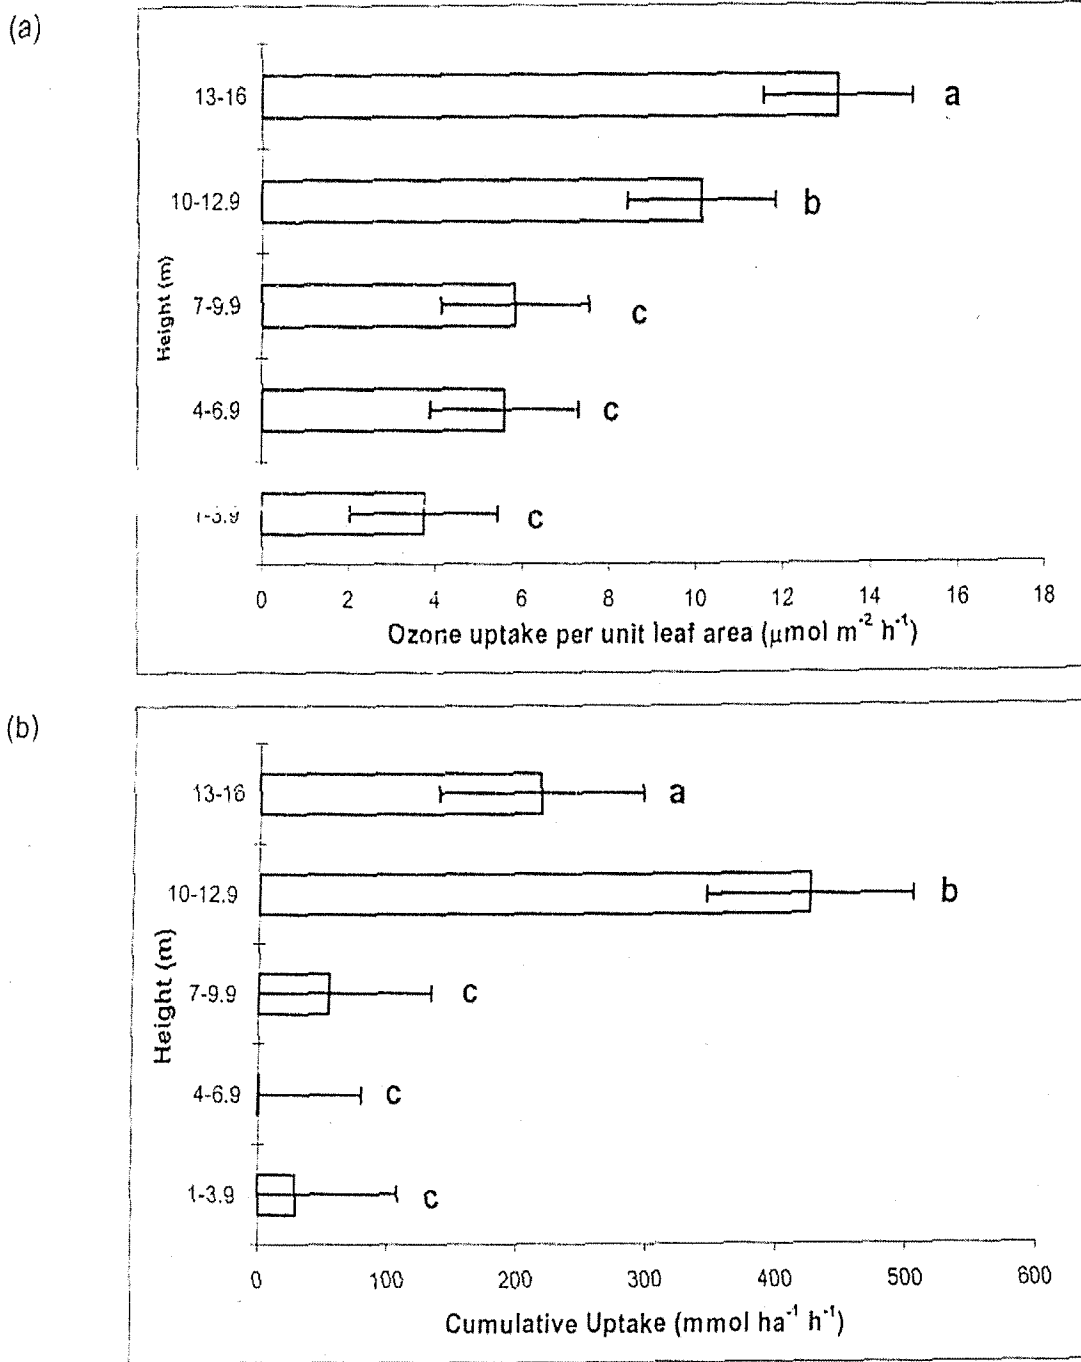 (a)
13-16
a
10-12.9
b
7-9.9
c
4-6.9
c
1-3.9
c
Height (m)
0 2 4 6 8 10 12 14 16 18
Ozone uptake per unit leaf area (μmol m⁻² h⁻¹)
(b)
13-16
a
10-12.9
b
7-9.9
c
4-6.9
c
1-3.9
c
Height (m)
0 100 200 300 400 500 600
Cumulative Uptake (mmol ha⁻¹ h⁻¹)